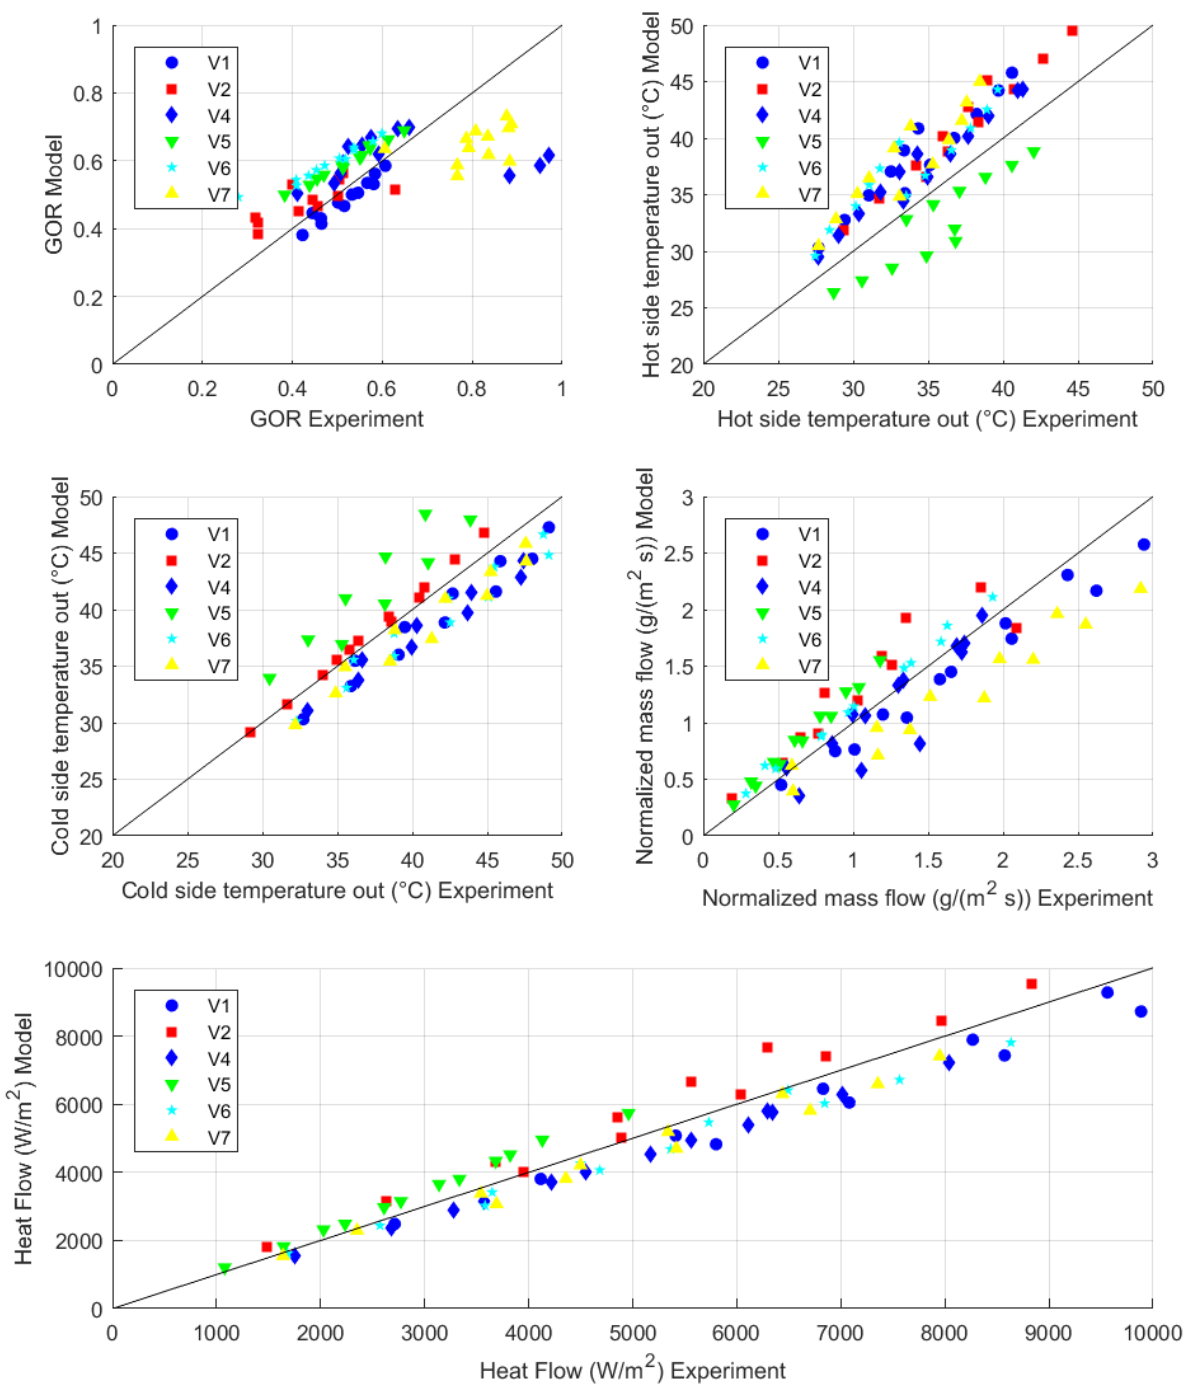 1
0.8
0.6
0.4
0.2
0
GOR Model
V1
V2
V4
V5
V6
V7
0
0.2
0.4
0.6
0.8
1
GOR Experiment
50
45
40
35
30
25
20
Hot side temperature out (°C) Model
V1
V2
V4
V5
V6
V7
20
25
30
35
40
45
50
Hot side temperature out (°C) Experiment
50
45
40
35
30
25
20
Cold side temperature out (°C) Model
V1
V2
V4
V5
V6
V7
20
25
30
35
40
45
50
Cold side temperature out (°C) Experiment
3
2.5
2
1.5
1
0.5
0
Normalized mass flow (g/(m² s)) Model
V1
V2
V4
V5
V6
V7
0
0.5
1
1.5
2
2.5
3
Normalized mass flow (g/(m² s)) Experiment
10000
8000
6000
4000
2000
0
Heat Flow (W/m²) Model
V1
V2
V4
V5
V6
V7
0
1000
2000
3000
4000
5000
6000
7000
8000
9000
10000
Heat Flow (W/m²) Experiment